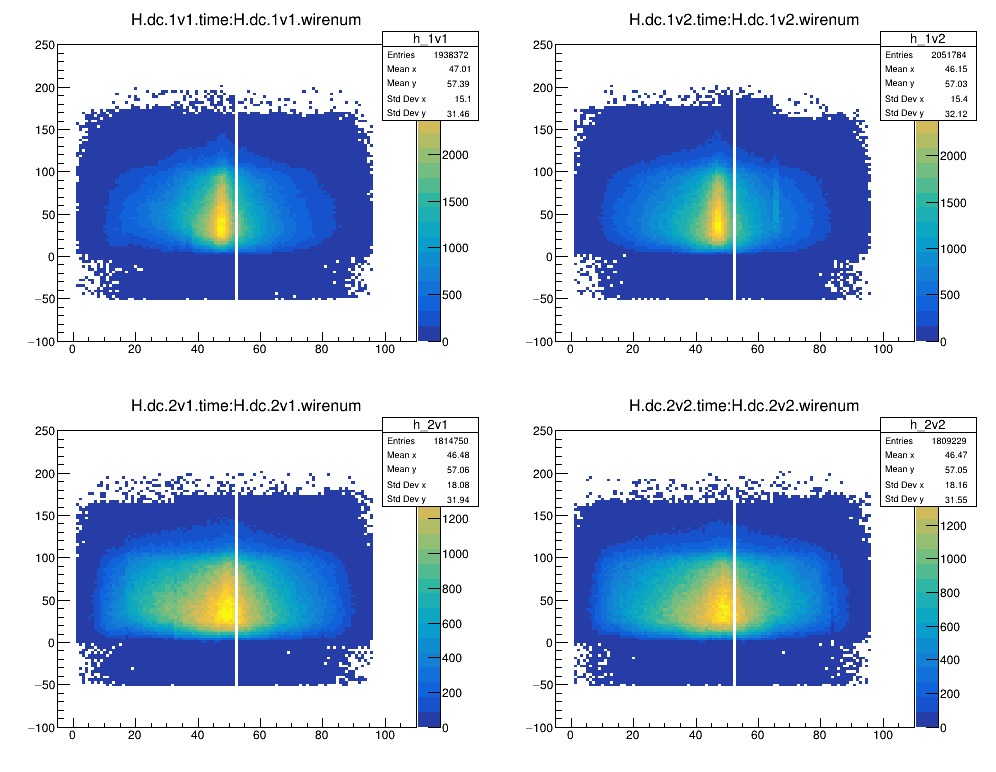 H.dc.1v1.time:H.dc.1v1.wirenum
h_1v1
Entries 1938372
Mean x 47.01
Mean y 57.39
Std Dev x 15.1
Std Dev y 31.46
250
200
150
100
50
0
−50
−100
0 20 40 60 80 100
2000
1500
1000
500
0
H.dc.1v2.time:H.dc.1v2.wirenum
h_1v2
Entries 2051784
Mean x 46.15
Mean y 57.03
Std Dev x 15.4
Std Dev y 32.12
250
200
150
100
50
0
−50
−100
0 20 40 60 80 100
2000
1500
1000
500
0
H.dc.2v1.time:H.dc.2v1.wirenum
h_2v1
Entries 1814750
Mean x 46.48
Mean y 57.06
Std Dev x 18.08
Std Dev y 31.94
250
200
150
100
50
0
−50
−100
0 20 40 60 80 100
1200
1000
800
600
400
200
0
H.dc.2v2.time:H.dc.2v2.wirenum
h_2v2
Entries 1809229
Mean x 46.47
Mean y 57.05
Std Dev x 18.16
Std Dev y 31.55
250
200
150
100
50
0
−50
−100
0 20 40 60 80 100
1200
1000
800
600
400
200
0